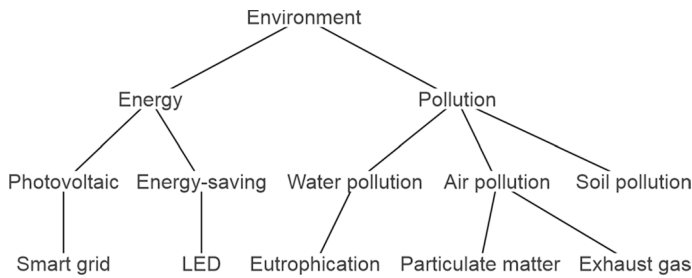 Environment
Energy Pollution
Photovoltaic Energy-saving Water pollution Air pollution Soil pollution
Smart grid LED Eutrophication Particulate matter Exhaust gas